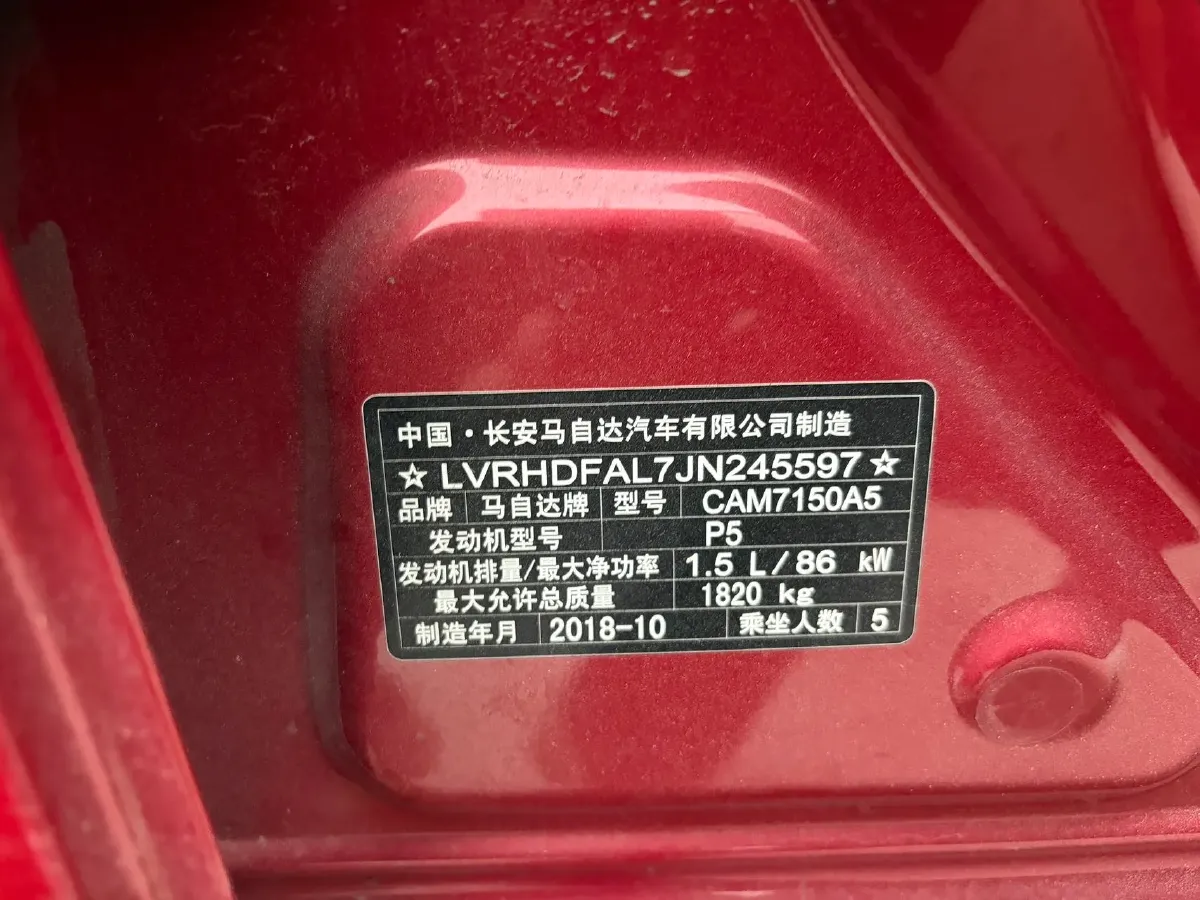 中国·长安马自达汽车有限公司制造
☆LVRHDFAL7JN245597☆
品牌 马自达牌 型号 CAM7150A5
发动机型号 P5
发动机排量/最大净功率 1.5 L/86 kW
最大允许总质量 1820 kg
制造年月 2018-10 乘坐人数 5